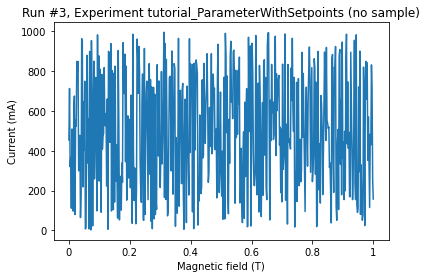 Run #3, Experiment tutorial_ParameterWithSetpoints (no sample)
1000
800
600
400
200
0
Current (mA)
0 0.2 0.4 0.6 0.8 1
Magnetic field (T)